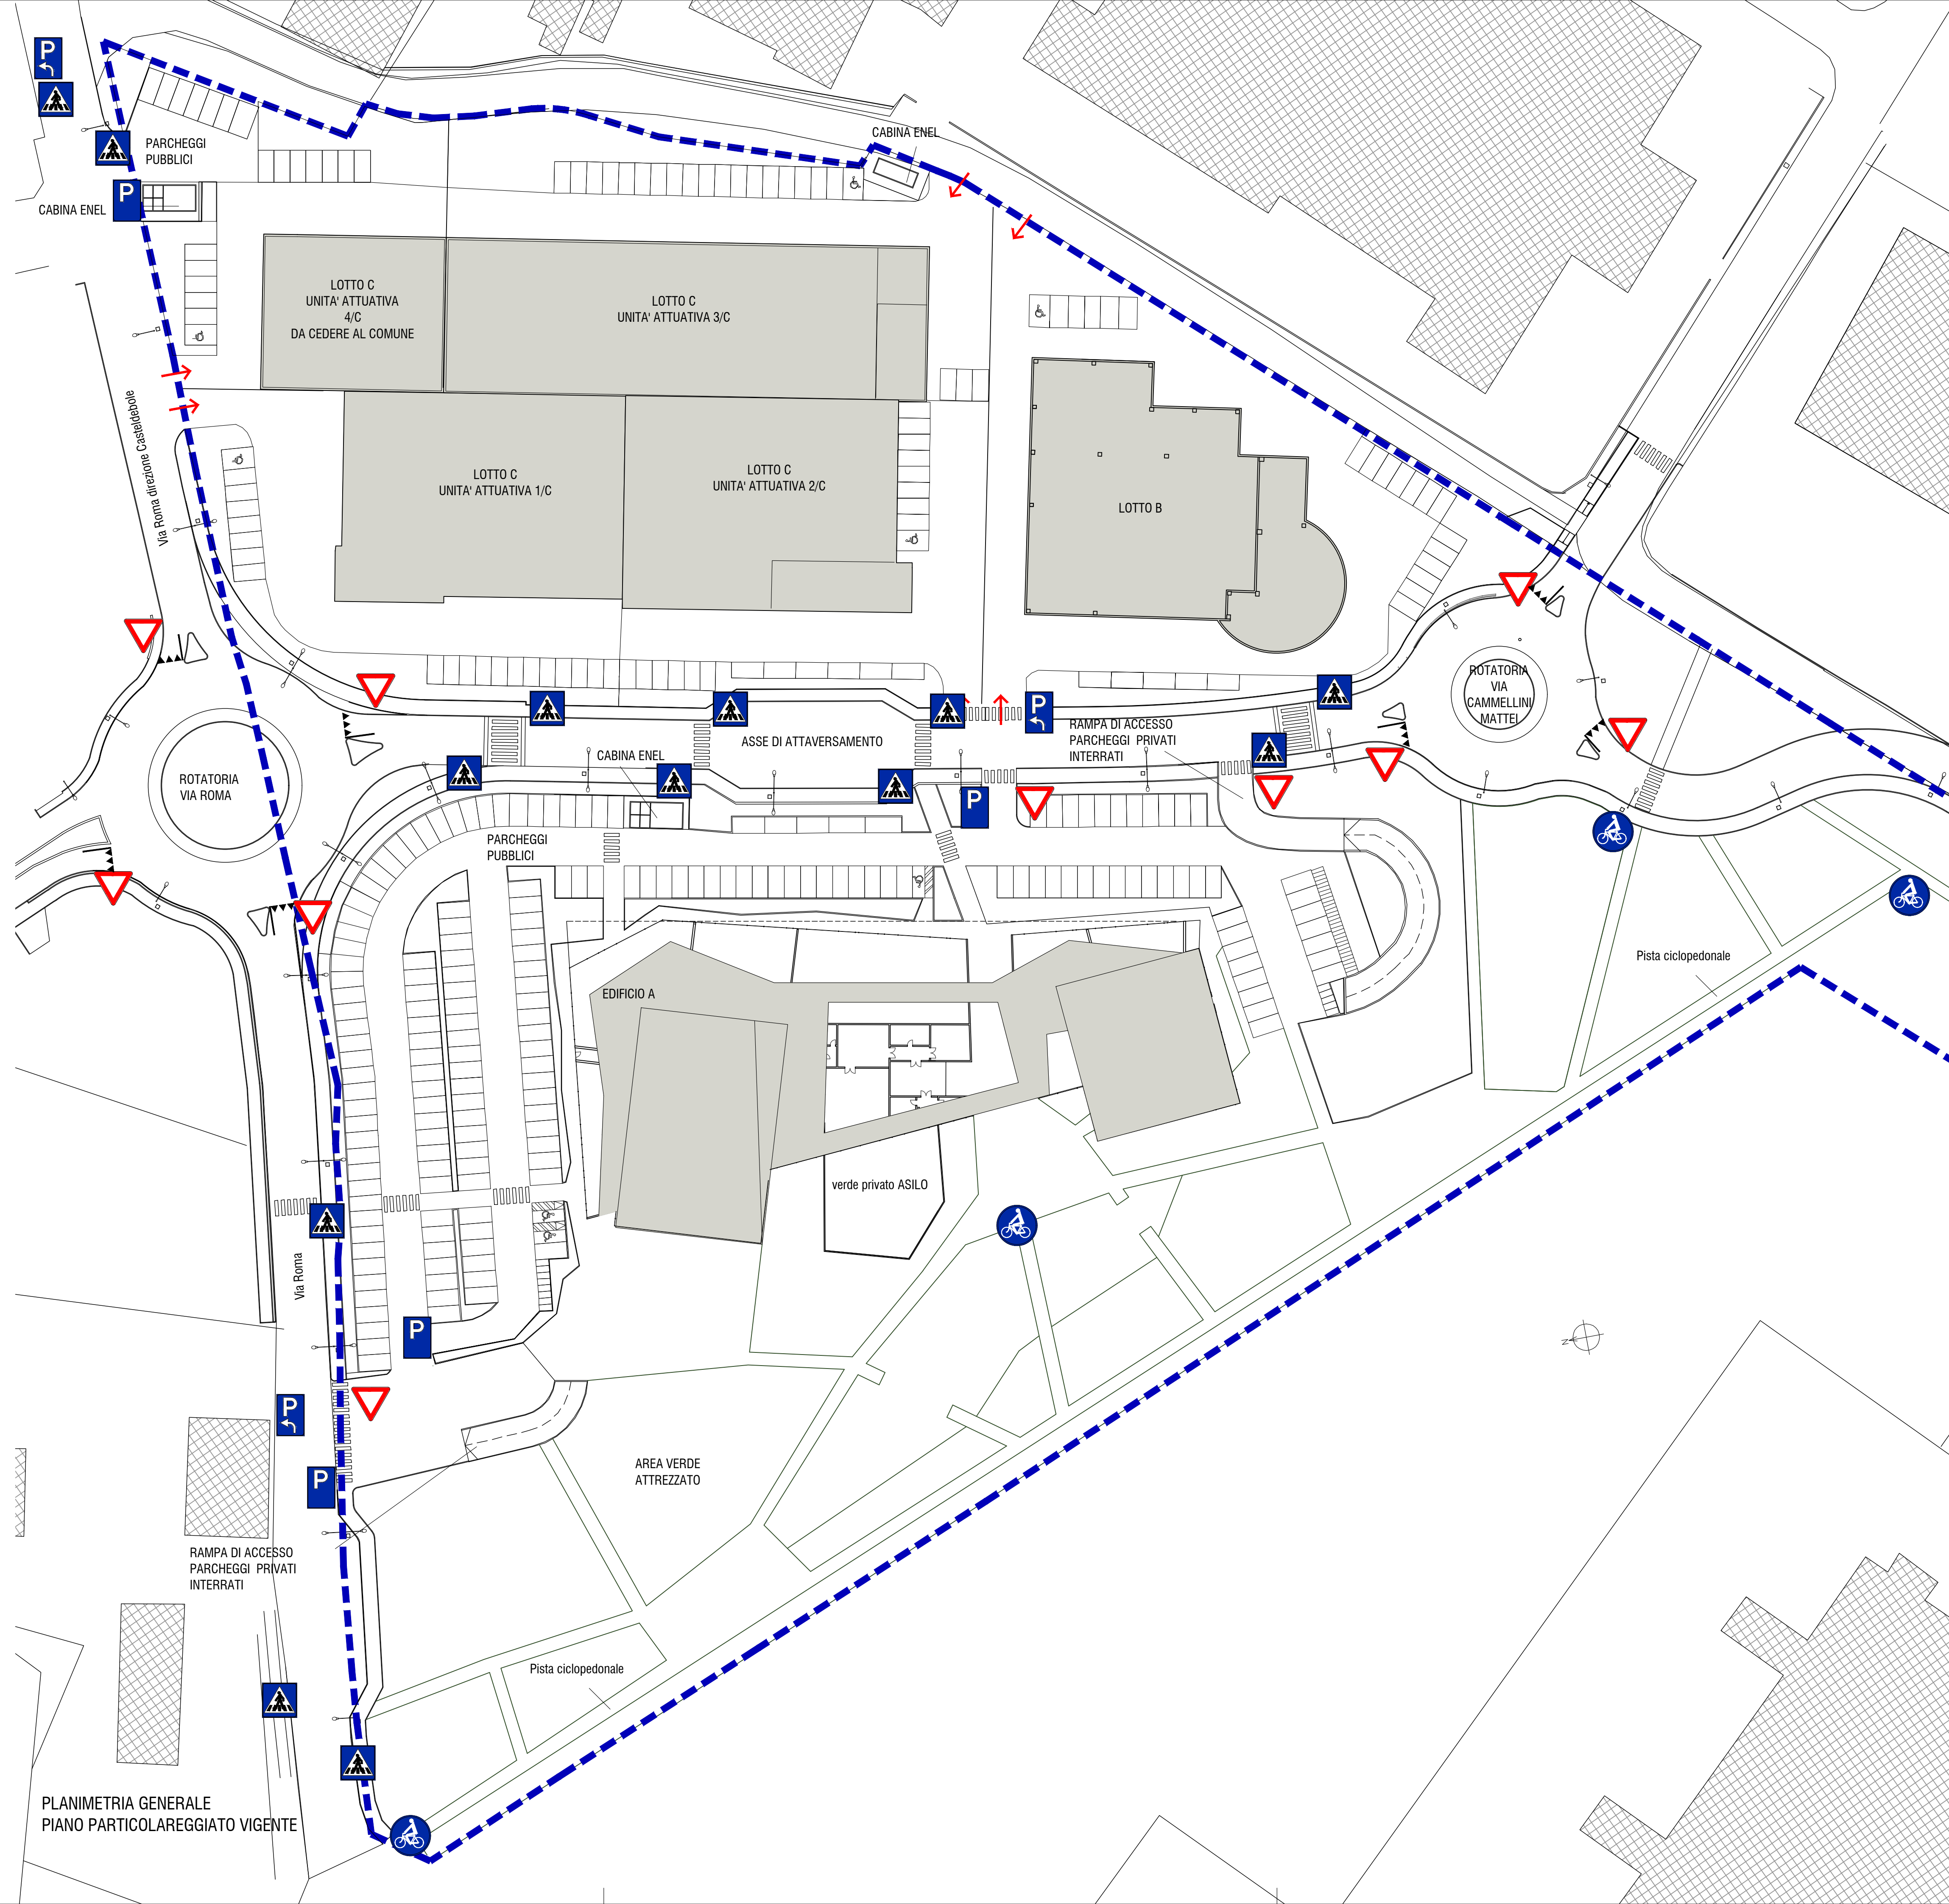 P
PARCHEGGI
PUBBLICI
CABINA ENEL
P
CABINA ENEL
LOTTO C
UNITA' ATTUATIVA
4/C
DA CEDERE AL COMUNE
LOTTO C
UNITA' ATTUATIVA 3/C
Via Roma direzione Casteldebole
LOTTO C
UNITA' ATTUATIVA 1/C
LOTTO C
UNITA' ATTUATIVA 2/C
LOTTO B
ROTATORIA
VIA
CAMMELLINI
MATTEI
P
RAMPA DI ACCESSO
PARCHEGGI PRIVATI
INTERRATI
ASSE DI ATTAVERSAMENTO
CABINA ENEL
ROTATORIA
VIA ROMA
P
PARCHEGGI
PUBBLICI
Pista ciclopedonale
EDIFICIO A
verde privato ASILO
Via Roma
P
N
P
AREA VERDE
ATTREZZATO
P
RAMPA DI ACCESSO
PARCHEGGI PRIVATI
INTERRATI
Pista ciclopedonale
PLANIMETRIA GENERALE
PIANO PARTICOLAREGGIATO VIGENTE